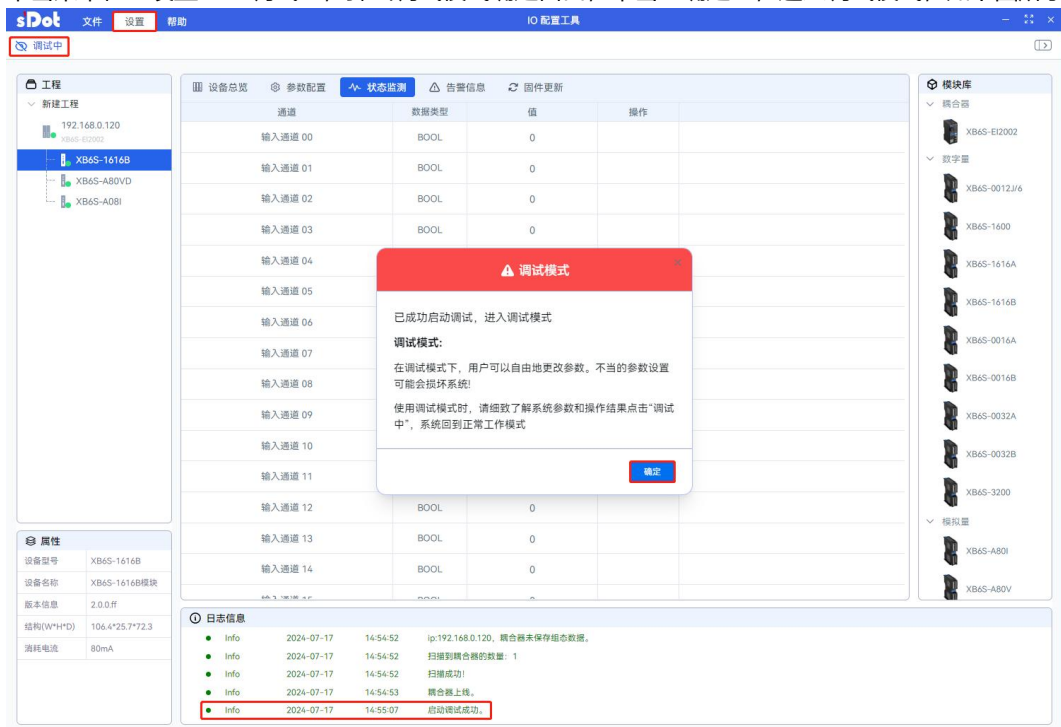 sDot 文件 设置 帮助 IO 配置工具
调试中
工程
新建工程
192.168.0.120
XB6S-EI2002
XB6S-1616B
XB6S-A80VD
XB6S-A08I
设备总览 参数配置 状态监测 告警信息 固件更新
通道 数据类型 值 操作
输入通道 00 BOOL 0
输入通道 01 BOOL 0
输入通道 02 BOOL 0
输入通道 03 BOOL 0
输入通道 04
输入通道 05
输入通道 06
输入通道 07
输入通道 08
输入通道 09
输入通道 10
输入通道 11
输入通道 12 BOOL 0
输入通道 13 BOOL 0
输入通道 14 BOOL 0
调试模式
已成功启动调试，进入调试模式
调试模式:
在调试模式下，用户可以自由地更改参数。不当的参数设置
可能会损坏系统!
使用调试模式时，请细致了解系统参数和操作结果点击“调试
中”，系统回到正常工作模式
确定
模块库
耦合器
XB6S-EI2002
数字量
XB6S-0012J/6
XB6S-1600
XB6S-1616A
XB6S-1616B
XB6S-0016A
XB6S-0016B
XB6S-0032A
XB6S-0032B
XB6S-3200
模拟量
XB6S-A80I
XB6S-A80V
属性
设备型号 XB6S-1616B
设备名称 XB6S-1616B模块
版本信息 2.0.0.ff
结构(W*H*D) 106.4*25.7*72.3
消耗电流 80mA
日志信息
Info 2024-07-17 14:54:52 ip:192.168.0.120，耦合器未保存组态数据。
Info 2024-07-17 14:54:52 扫描到耦合器的数量: 1
Info 2024-07-17 14:54:52 扫描成功!
Info 2024-07-17 14:54:53 耦合器上线。
Info 2024-07-17 14:55:07 启动调试成功。